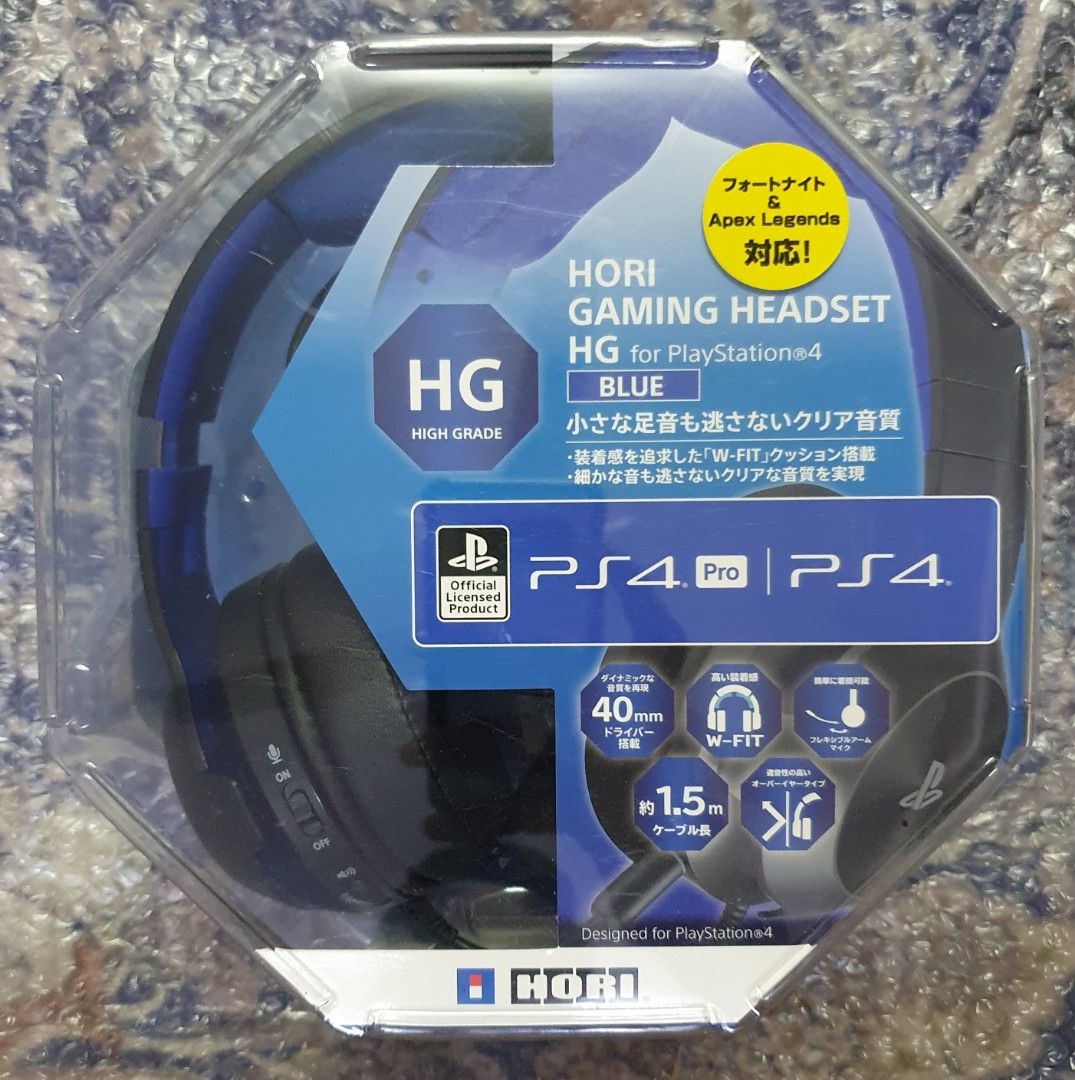 フォートナイト
&
Apex Legends
対応!
HORI
GAMING HEADSET
HG for PlayStation®4
BLUE
HG
HIGH GRADE
小さな足音も逃さないクリア音質
・装着感を追求した「W-FIT」クッション搭載
・細かな音も逃さないクリアな音質を実現
Official
Licensed
Product
PS4 Pro | PS4
ダイナミックな
音質を再現
40mm
ドライバー
搭載
高い装着感
W-FIT
簡単に着脱可能
フレキシブルアーム
マイク
約1.5m
ケーブル長
遮音性の高い
オーバーイヤータイプ
ON
OFF
Designed for PlayStation®4
HORI